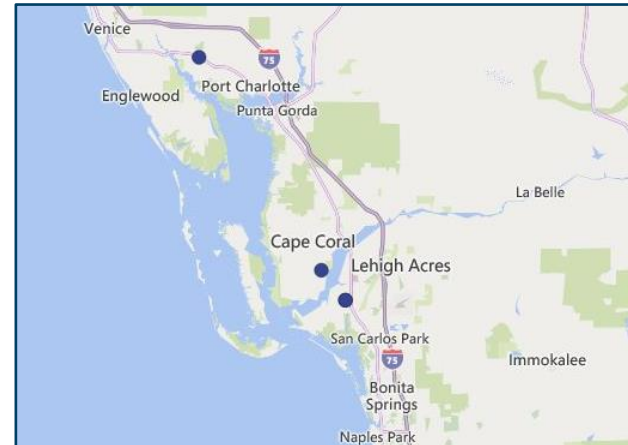 Venice
75
Port Charlotte
Englewood
Punta Gorda
La Belle
Cape Coral
Lehigh Acres
San Carlos Park
75
Immokalee
Bonita
Springs
Naples Park